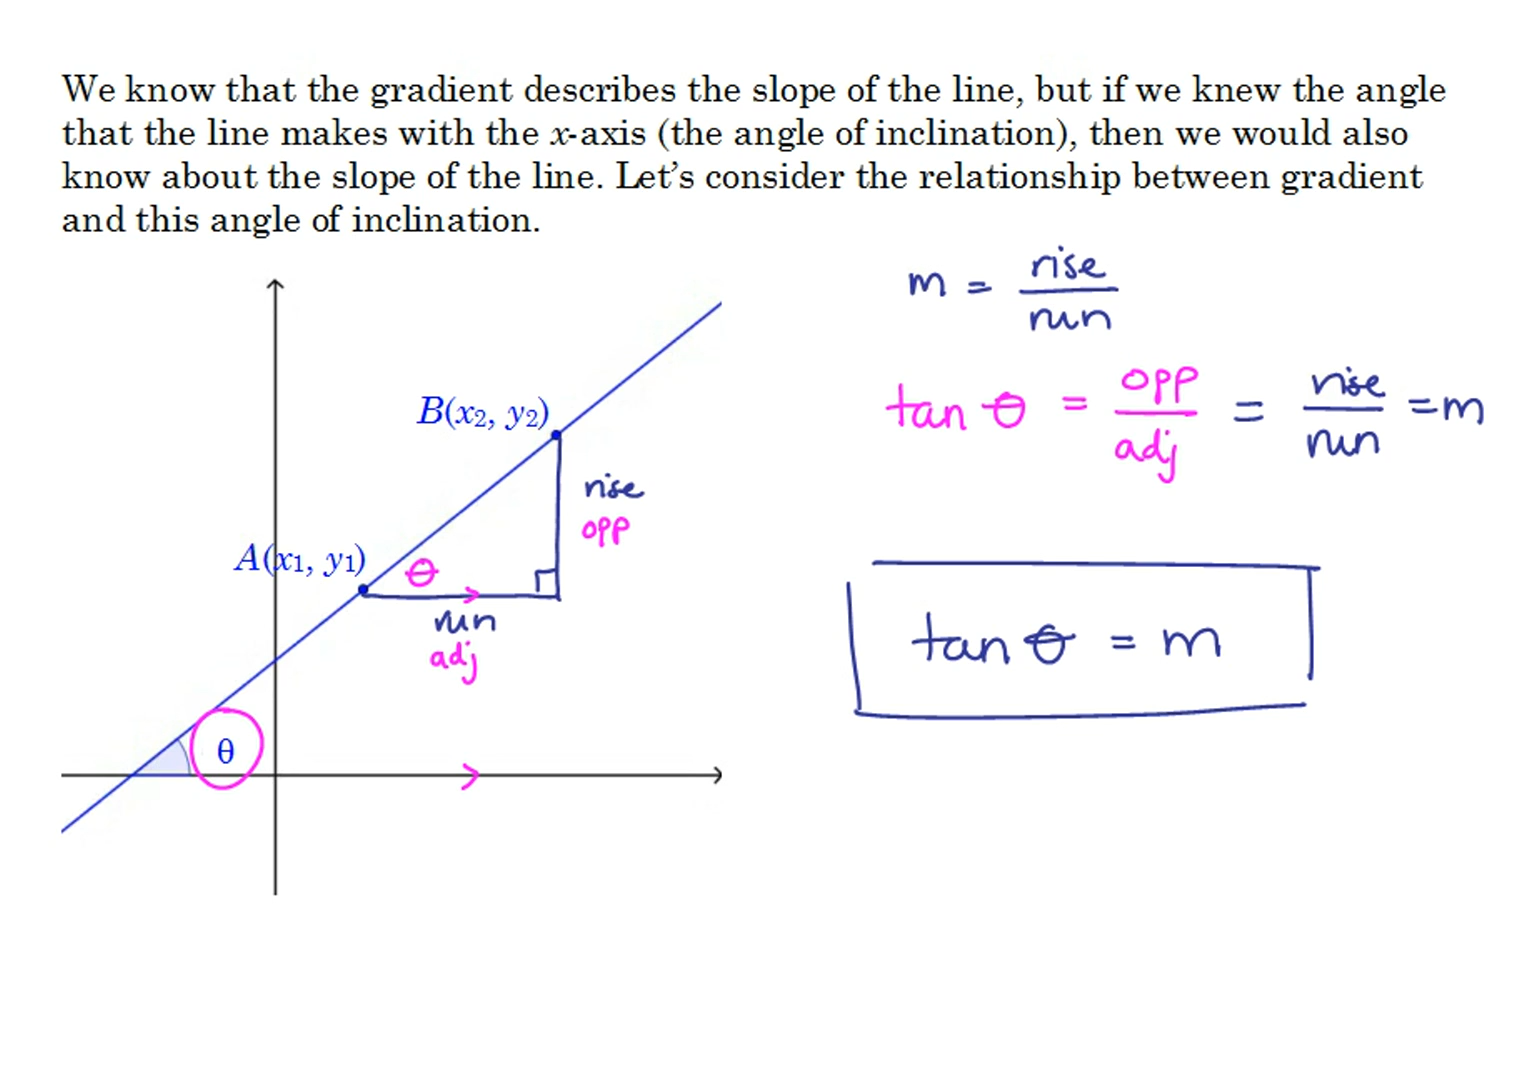 We know that the gradient describes the slope of the line, but if we knew the angle
that the line makes with the x-axis (the angle of inclination), then we would also
know about the slope of the line. Let's consider the relationship between gradient
and this angle of inclination.
m = rise/run
tan θ = opp/adj = rise/run = m
B(x2, y2)
rise
opp
A(x1, y1)
θ
run
adj
tan θ = m
θ